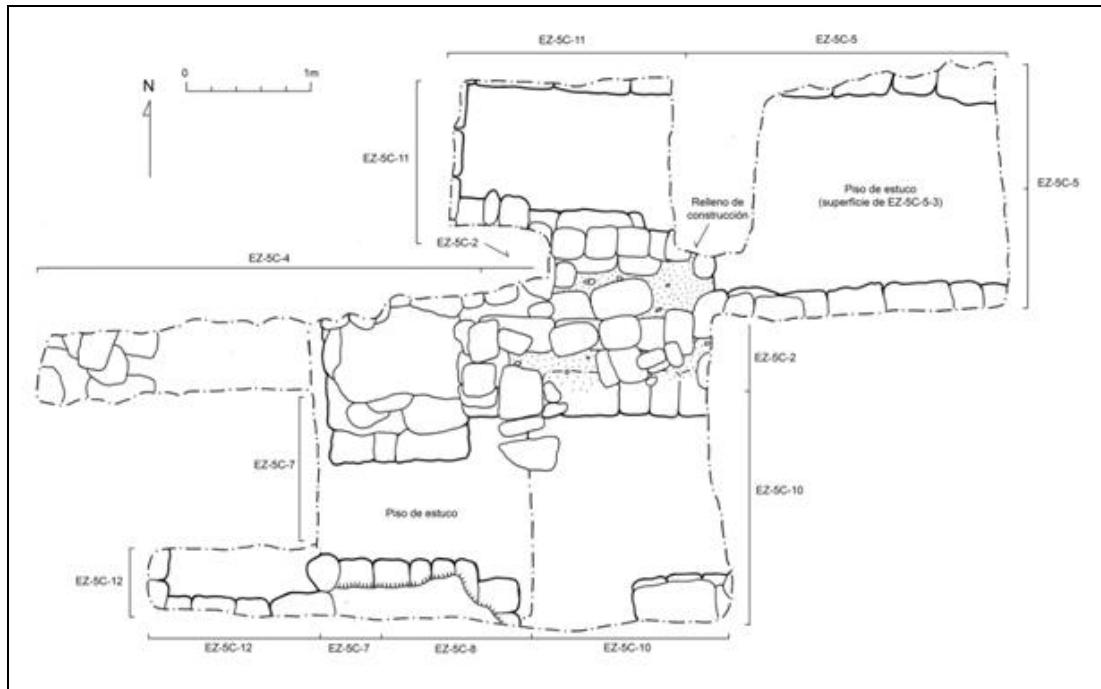 EZ-5C-11
EZ-5C-5
0
1m
N
EZ-5C-11
EZ-5C-5
Piso de estuco
(superficie de EZ-5C-5-3)
Relleno de
construcción
EZ-5C-2
EZ-5C-4
EZ-5C-2
EZ-5C-7
EZ-5C-10
Piso de estuco
EZ-5C-12
EZ-5C-12
EZ-5C-7
EZ-5C-8
EZ-5C-10